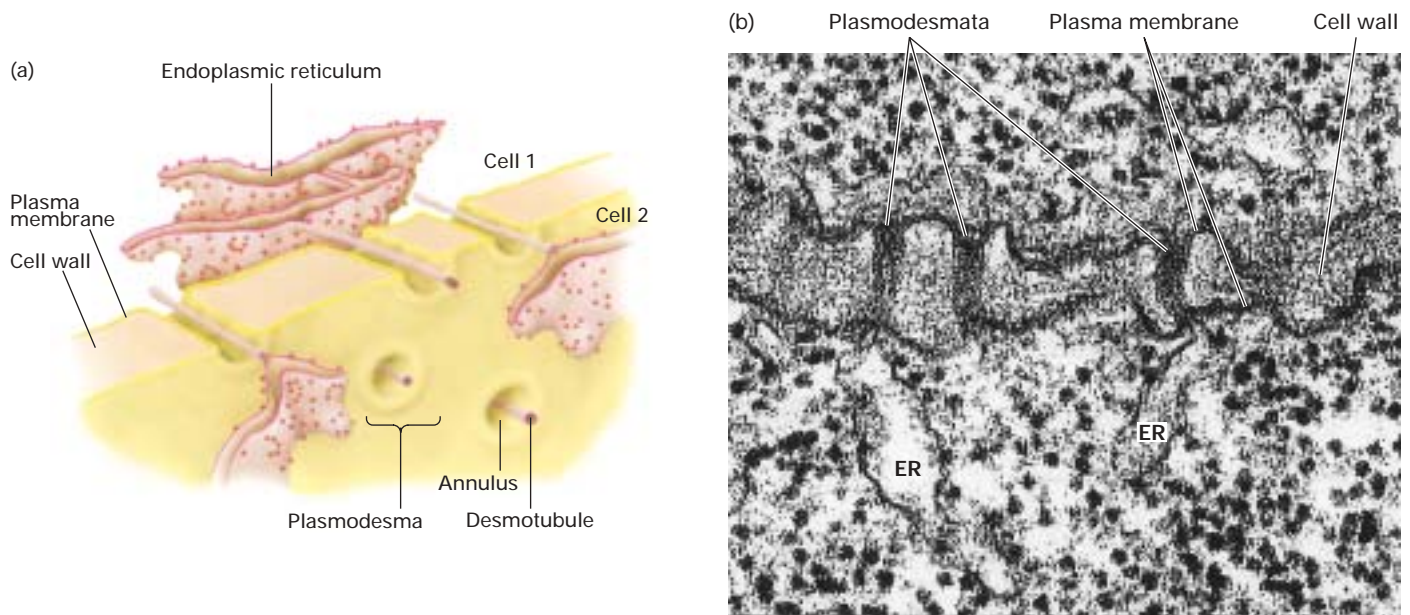 (a)
Endoplasmic reticulum
Cell 1
Plasma
membrane
Cell 2
Cell wall
Annulus
Plasmodesma
Desmotubule
(b)
Plasmodesmata
Plasma membrane
Cell wall
ER
ER